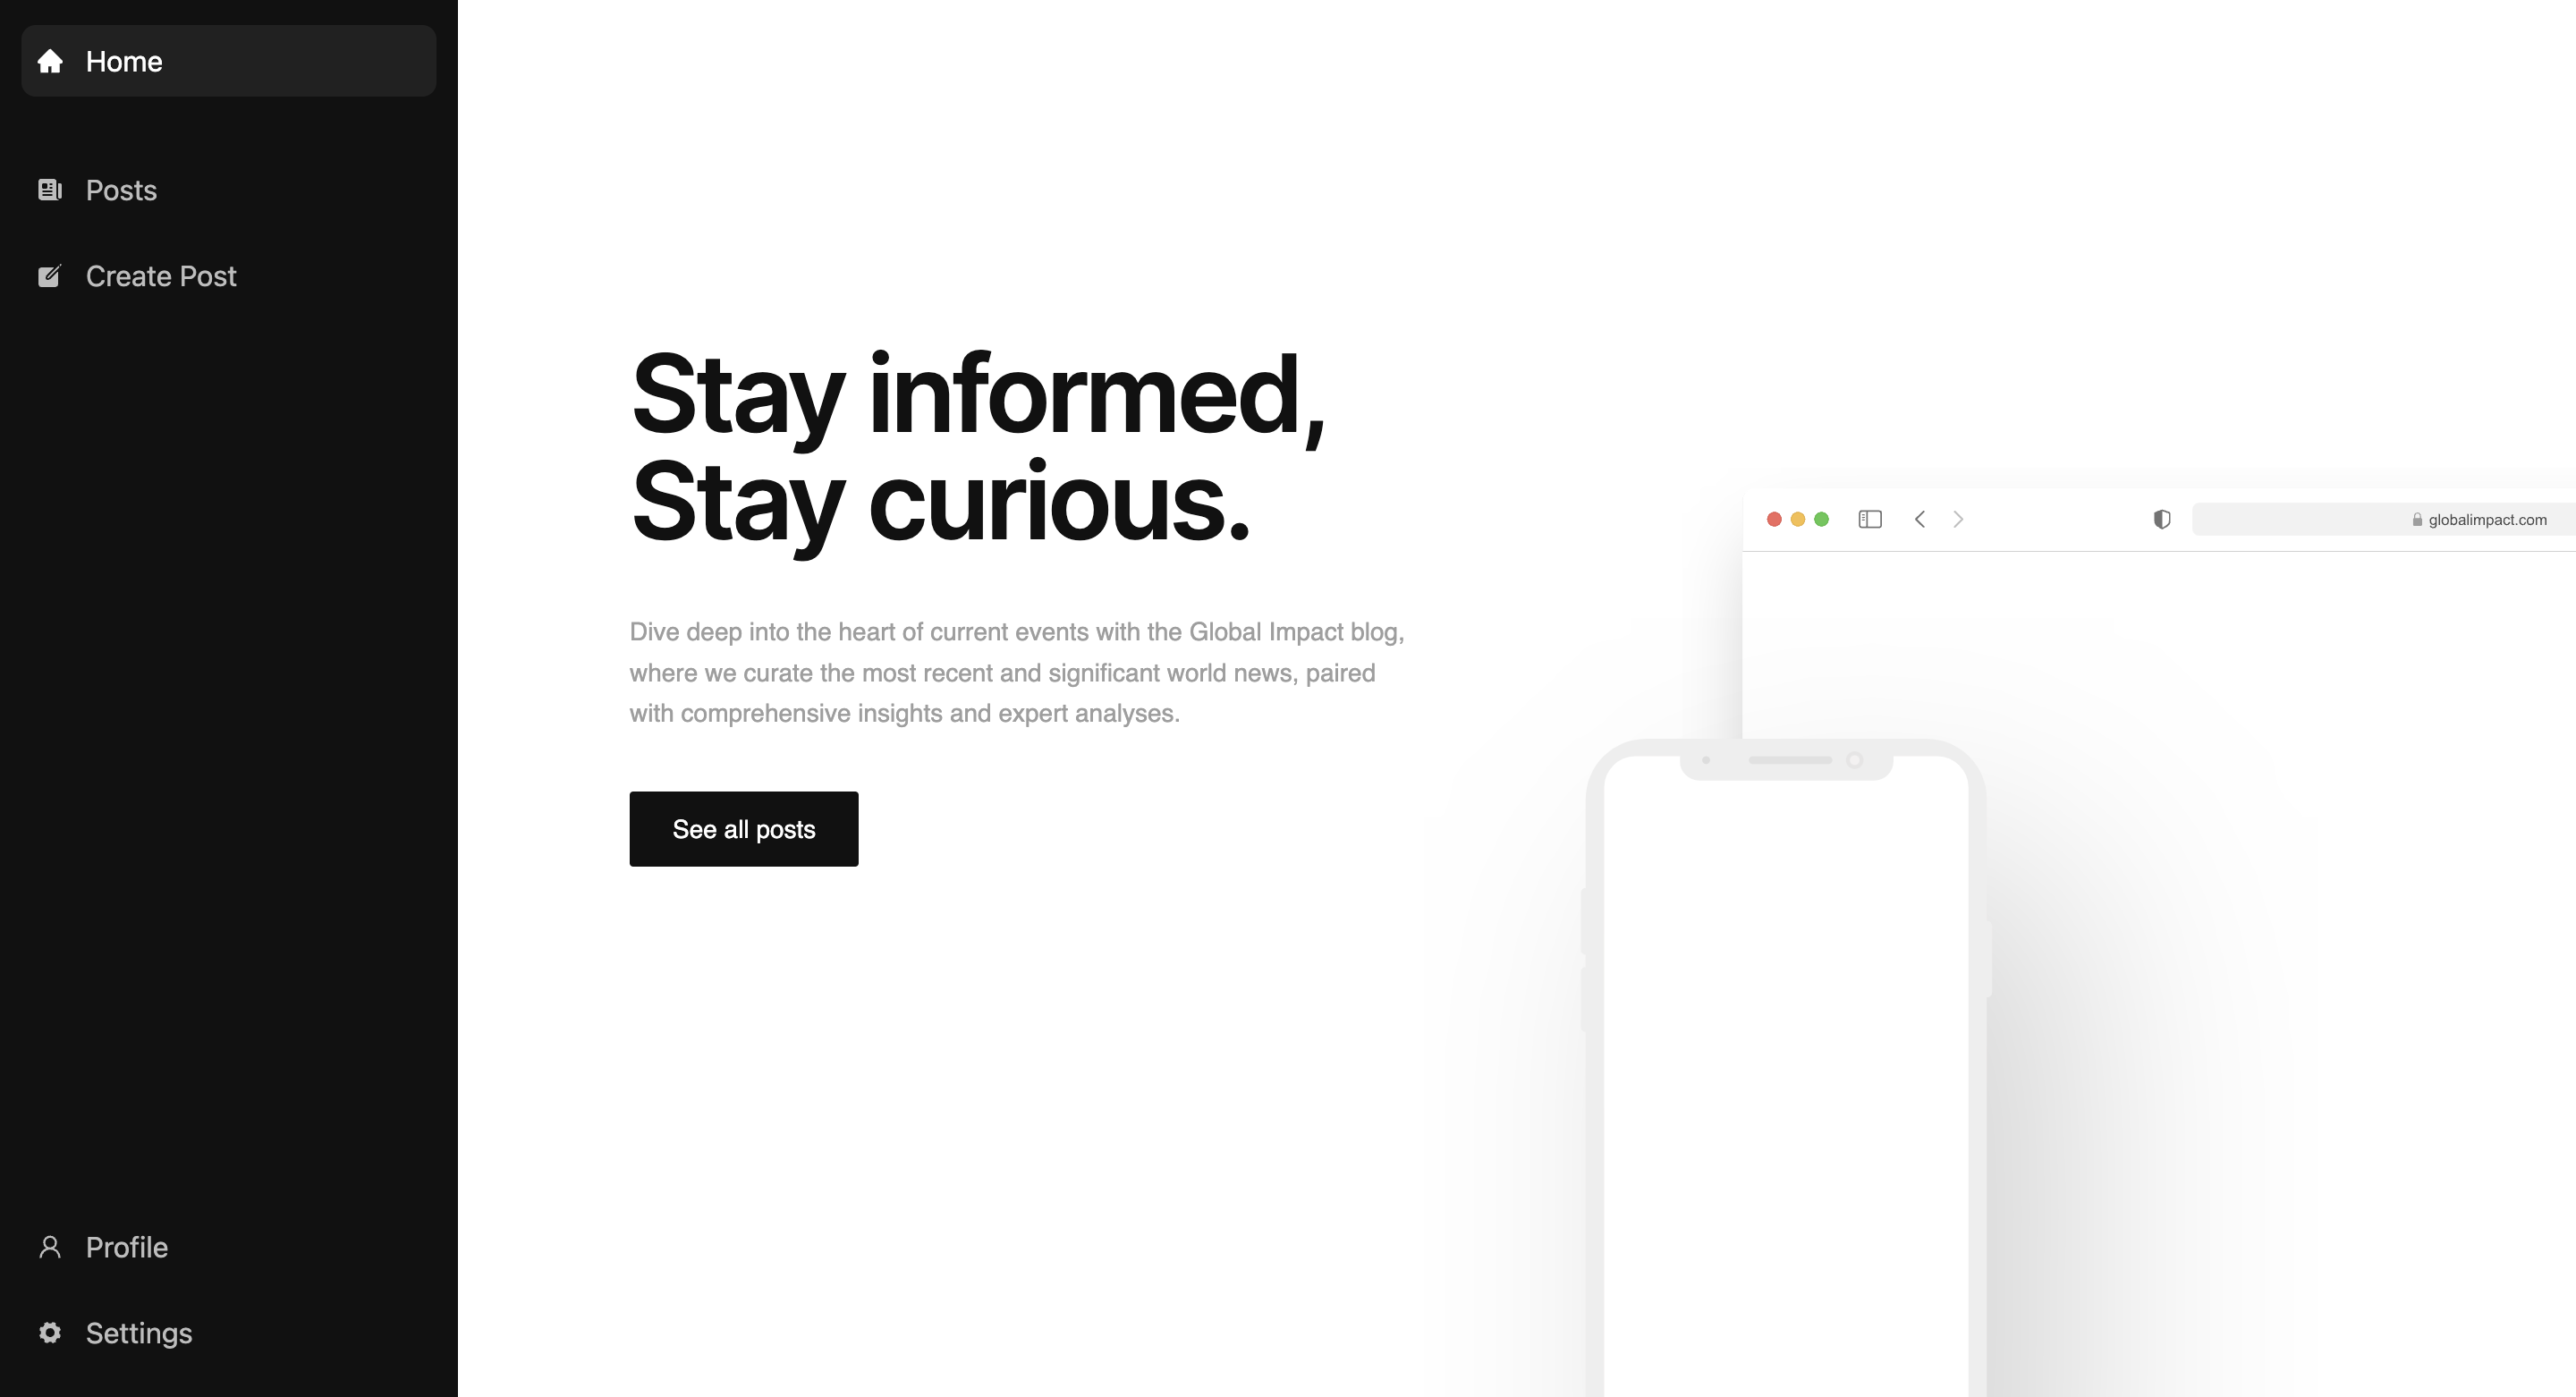 Home
Posts
Create Post
Stay informed,
Stay curious.
Dive deep into the heart of current events with the Global Impact blog,
where we curate the most recent and significant world news, paired
with comprehensive insights and expert analyses.
See all posts
globalimpact.com
Profile
Settings